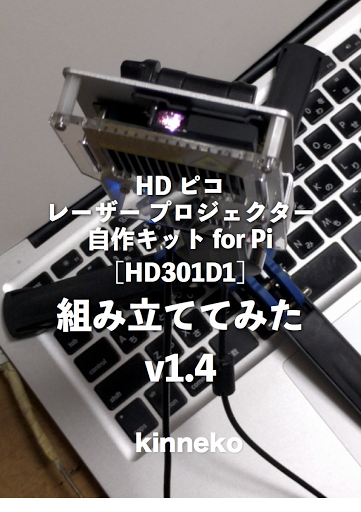 HD ピコ
レーザー プロジェクター
自作キット for Pi
［HD301D1］
組み立ててみた
v1.4
kinneko